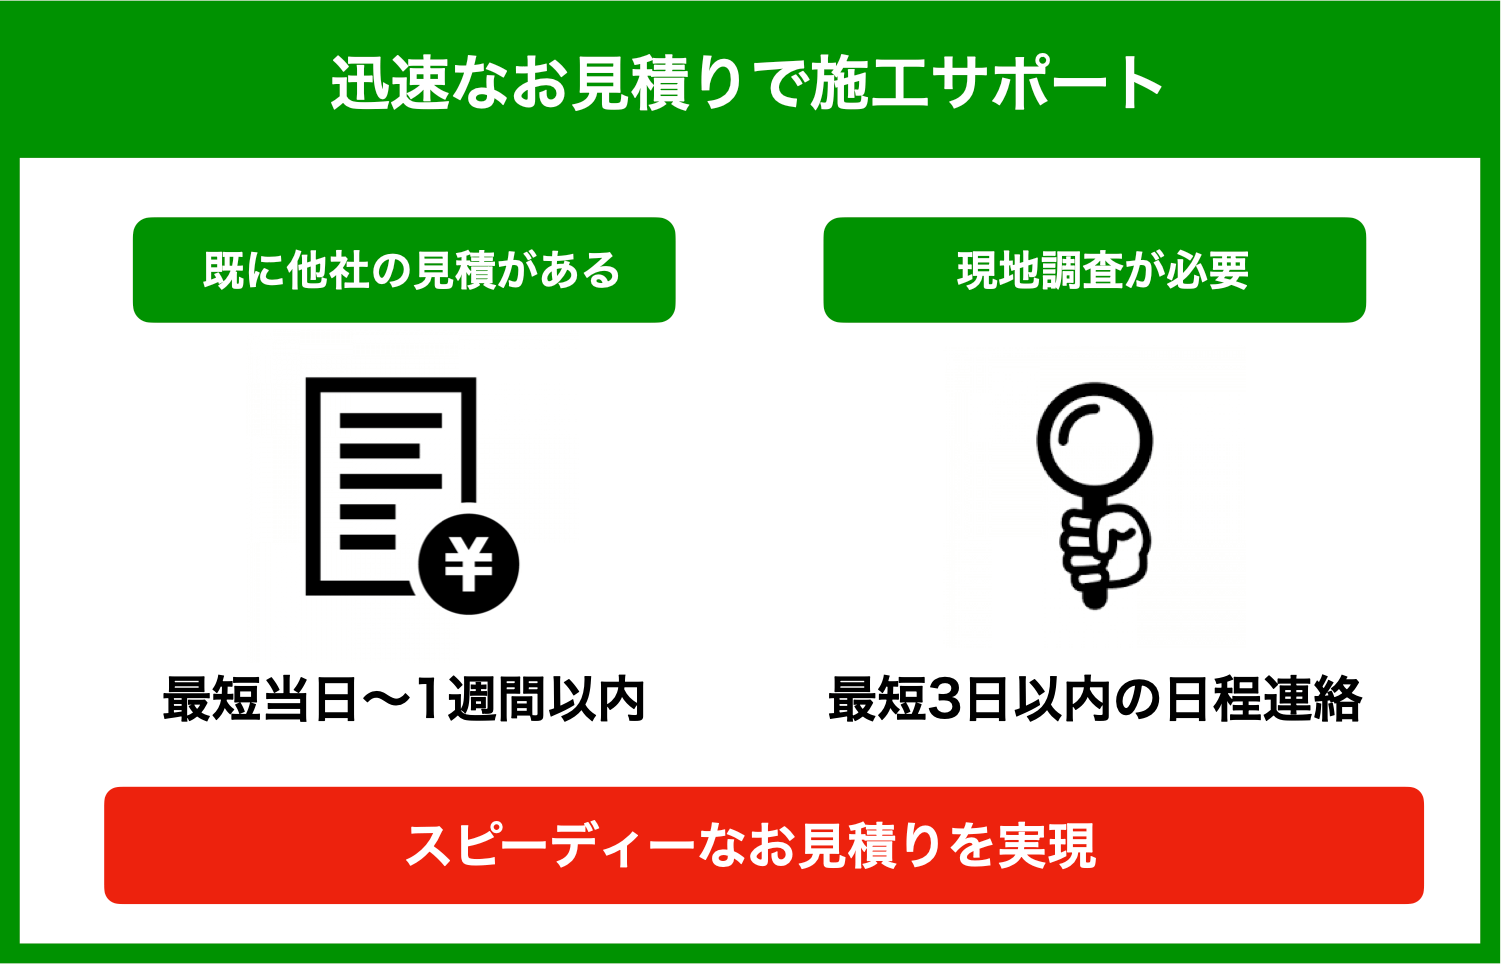 迅速なお見積りで施工サポート
既に他社の見積がある
現地調査が必要
¥
最短当日〜1週間以内
最短3日以内の日程連絡
スピーディーなお見積りを実現